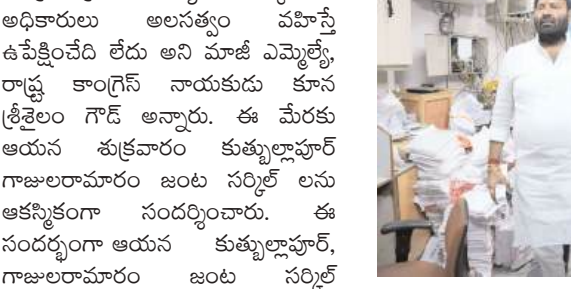 అధికారులు అలసత్వం వహిస్తే
ఉపేక్షించేది లేదు అని మాజీ ఎమ్మెల్యే,
రాష్ట్ర కాంగ్రెస్ నాయకుడు కూన
శ్రీశైలం గౌడ్ అన్నారు. ఈ మేరకు
ఆయన శుక్రవారం కుత్బుల్లాపూర్
గాజులరామారం జంట సర్కిల్ లను
ఆకస్మికంగా సందర్శించారు. ఈ
సందర్భంగా ఆయన కుత్బుల్లాపూర్,
గాజులరామారం జంట సర్కిల్